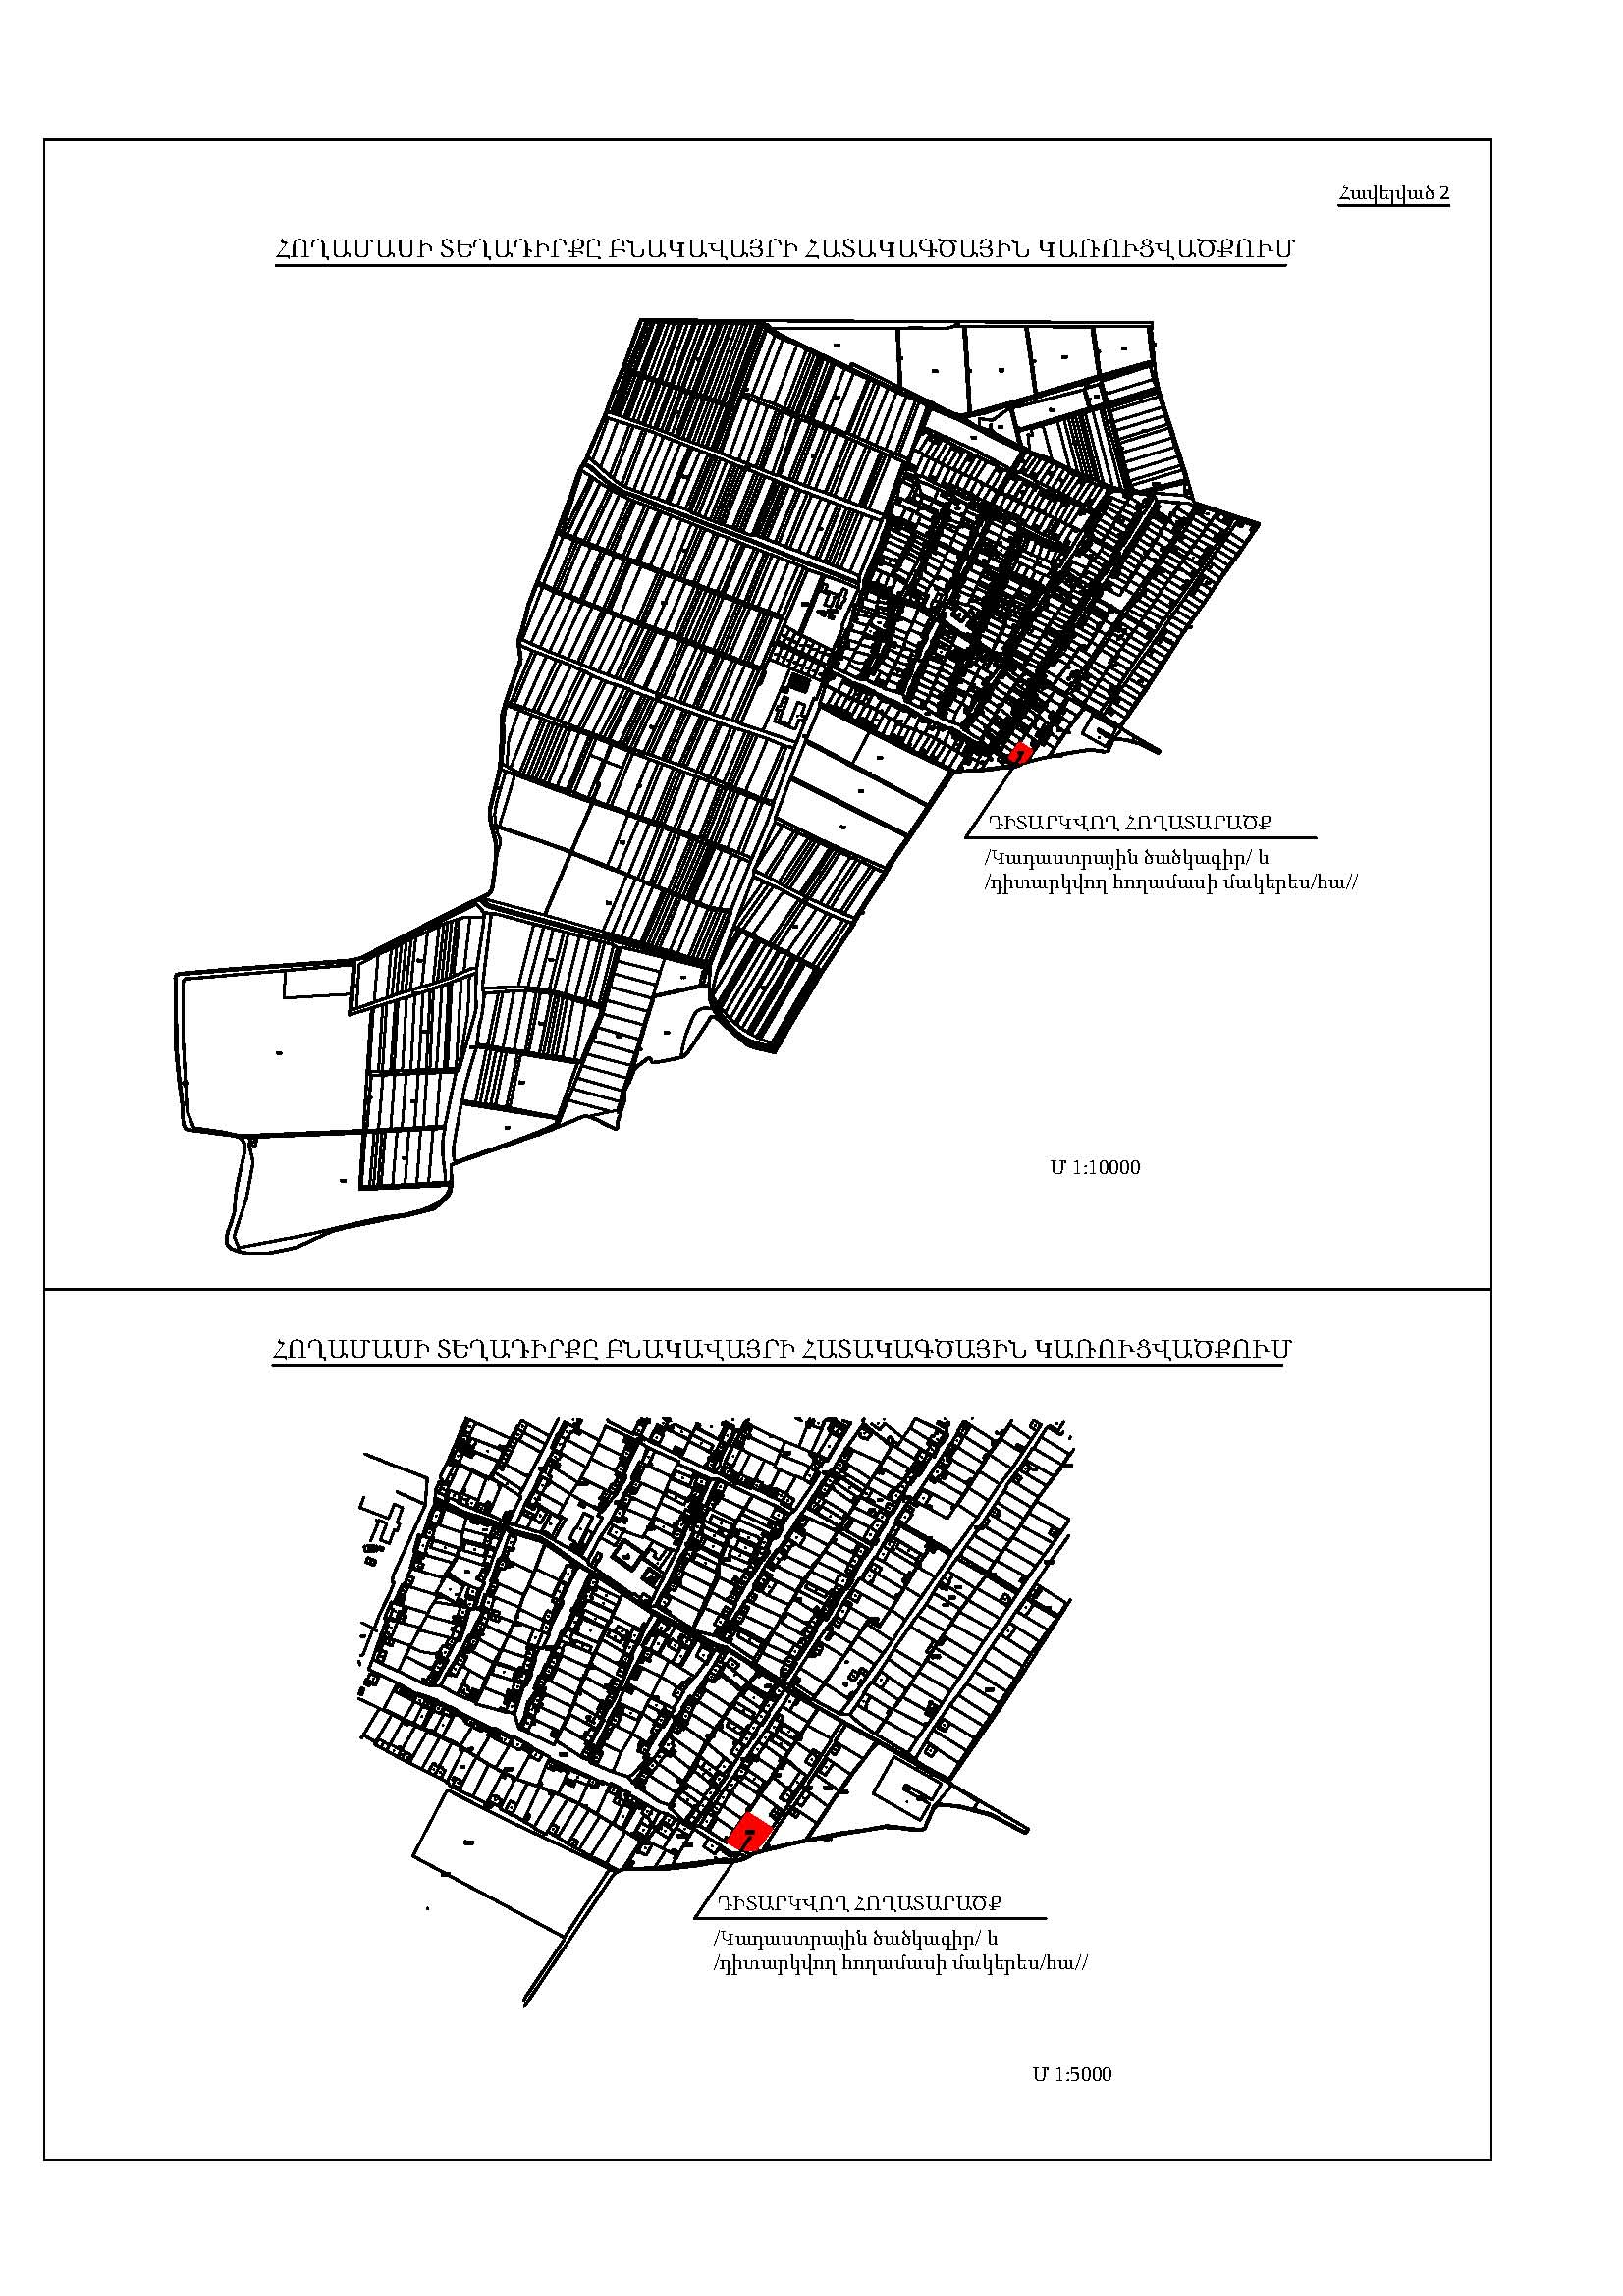 Հավելված 2
ՀՈՂԱՄԱՍԻ ՏԵՂԱԴԻՐՔԸ ԲՆԱԿԱՎԱՅՐԻ ՀԱՏԱԿԱԳԾԱՅԻՆ ԿԱՌՈՒՑՎԱԾՔՈՒՄ
ԴԻՏԱՐԿՎՈՂ ՀՈՂԱՏԱՐԱԾՔ
/Կադաստրային ծածկագիր/ և
/դիտարկվող հողամասի մակերես/հա//
Մ 1:10000
ՀՈՂԱՄԱՍԻ ՏԵՂԱԴԻՐՔԸ ԲՆԱԿԱՎԱՅՐԻ ՀԱՏԱԿԱԳԾԱՅԻՆ ԿԱՌՈՒՑՎԱԾՔՈՒՄ
ԴԻՏԱՐԿՎՈՂ ՀՈՂԱՏԱՐԱԾՔ
/Կադաստրային ծածկագիր/ և
/դիտարկվող հողամասի մակերես/հա//
Մ 1:5000